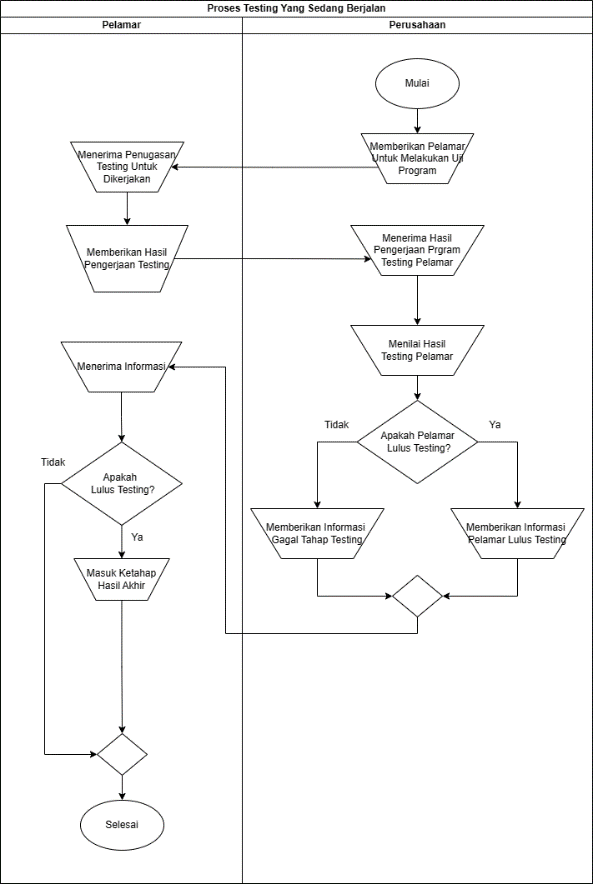 Proses Testing Yang Sedang Berjalan
Pelamar
Perusahaan
Mulai
Memberikan Pelamar
Untuk Melakukan Uji
Program
Menerima Penugasan
Testing Untuk
Dikerjakan
Memberikan Hasil
Pengerjaan Testing
Menerima Hasil
Pengerjaan Prgram
Testing Pelamar
Menilai Hasil
Testing Pelamar
Apakah Pelamar
Lulus Testing?
Tidak
Ya
Memberikan Informasi
Gagal Tahap Testing
Memberikan Informasi
Pelamar Lulus Testing
Menerima Informasi
Apakah
Lulus Testing?
Tidak
Ya
Masuk Ketahap
Hasil Akhir
Selesai